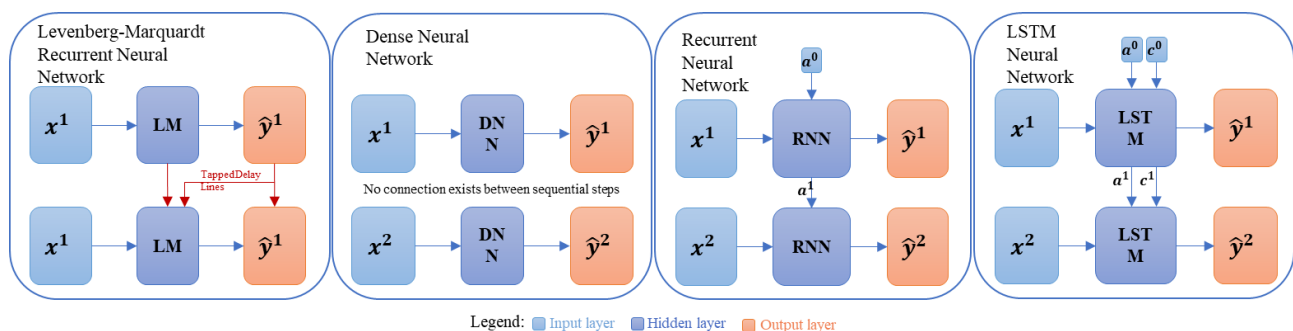 Levenberg-Marquardt
Recurrent Neural
Network
x¹
LM
ŷ¹
TappedDelay
Lines
x¹
LM
ŷ¹
Dense Neural
Network
x¹
DN
N
ŷ¹
No connection exists between sequential steps
x²
DN
N
ŷ²
Recurrent
Neural
Network
a⁰
x¹
RNN
ŷ¹
a¹
x²
RNN
ŷ²
LSTM
Neural
Network
a⁰ c⁰
x¹
LST
M
ŷ¹
a¹ c¹
x²
LST
M
ŷ²
Legend: Input layer Hidden layer Output layer